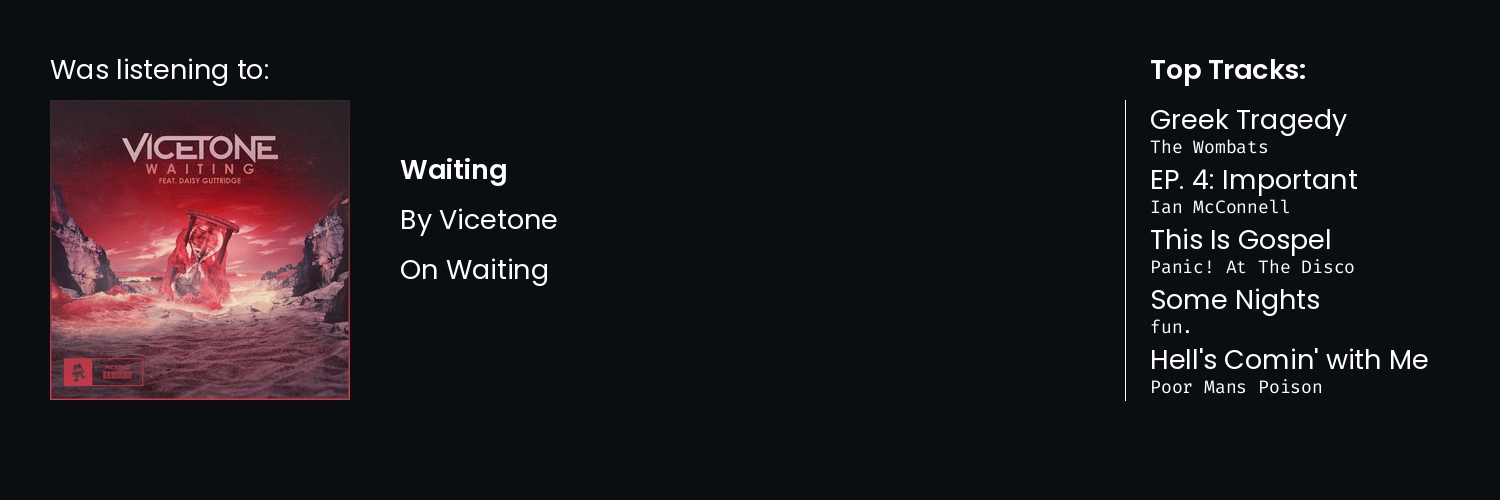 Was listening to:
VICETONE
WAITING
FEAT. DAISY GUTTRIDGE
Waiting
By Vicetone
On Waiting
Top Tracks:
Greek Tragedy
The Wombats
EP. 4: Important
Ian McConnell
This Is Gospel
Panic! At The Disco
Some Nights
fun.
Hell's Comin' with Me
Poor Mans Poison